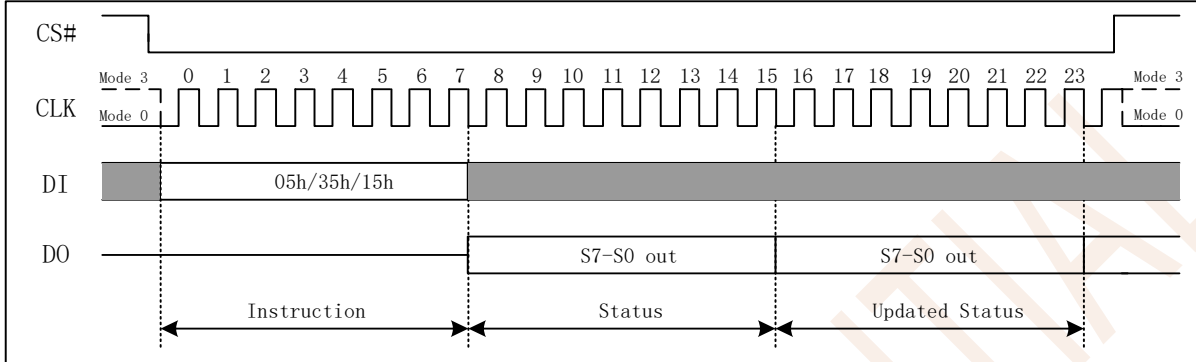 CS#
Mode 3 0 1 2 3 4 5 6 7 8 9 10 11 12 13 14 15 16 17 18 19 20 21 22 23 Mode 3
CLK
Mode 0 Mode 0
DI 05h/35h/15h
DO S7-S0 out S7-S0 out
Instruction Status Updated Status